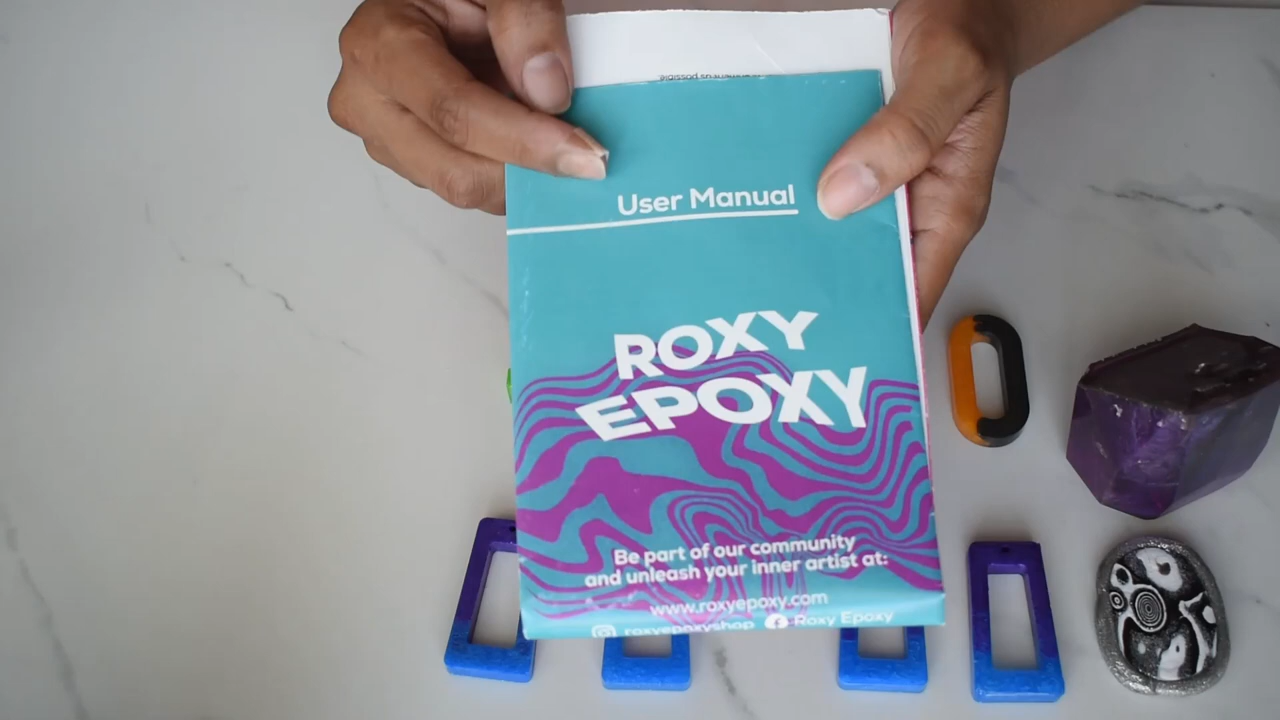 User Manual
ROXY
EPOXY
Be part of our community
and unleash your inner artist at:
www.roxyepoxy.com
roxyepoxyshop Roxy Epoxy